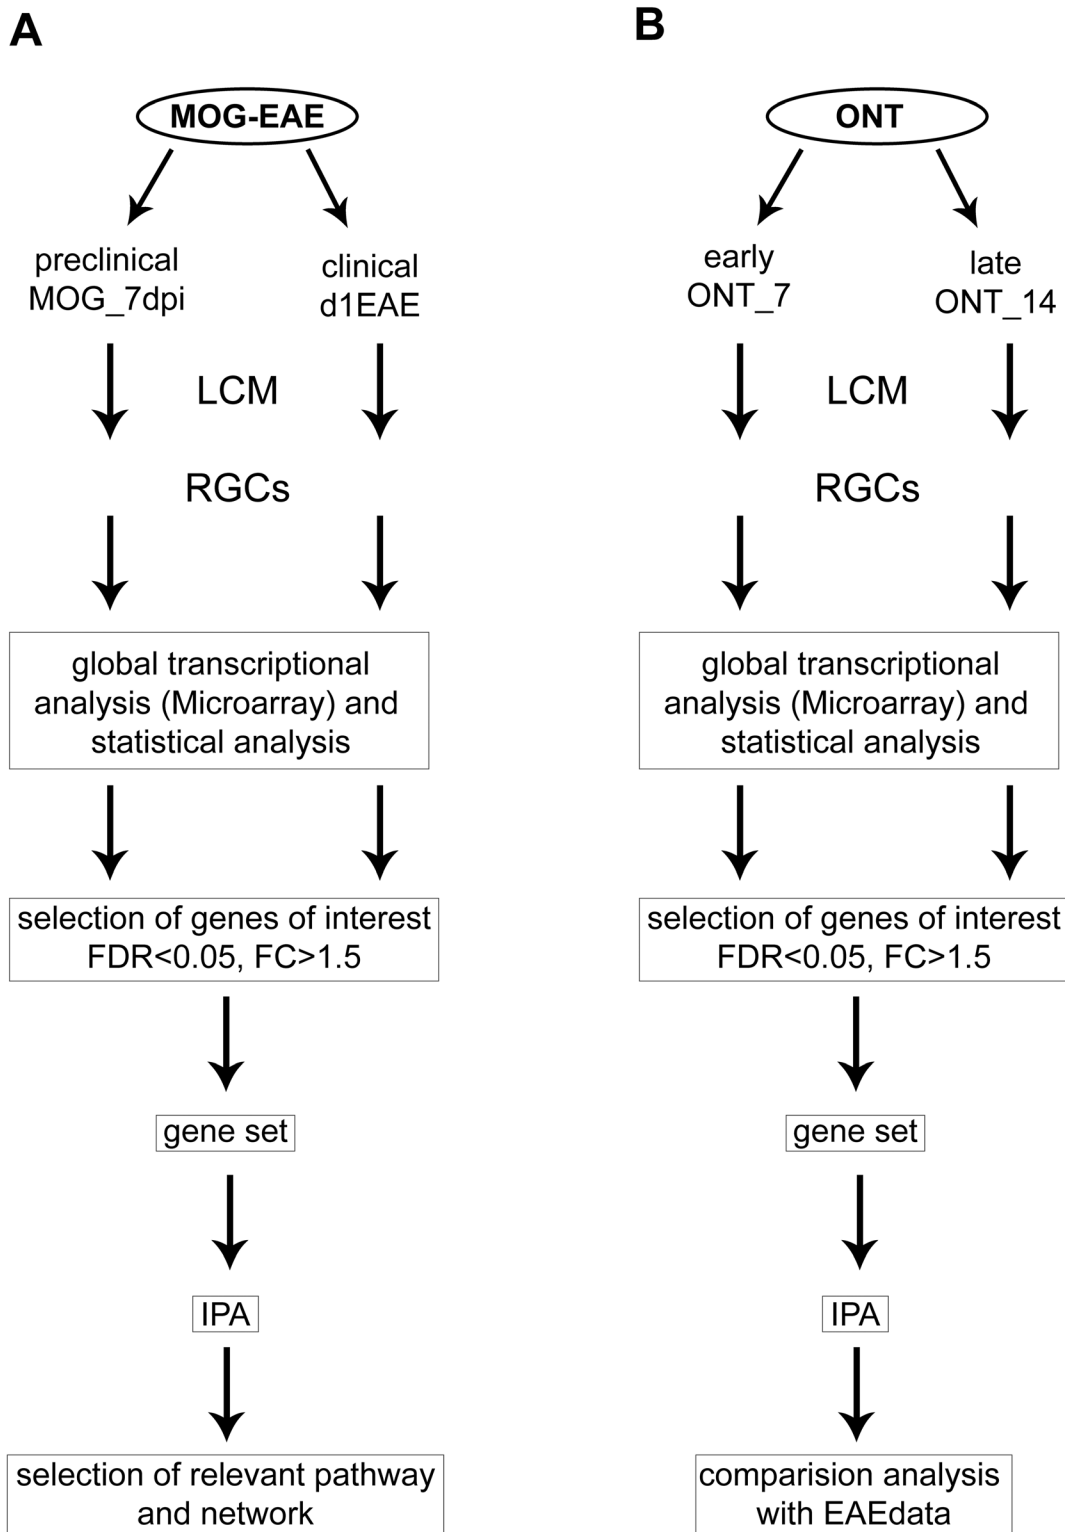 A
MOG-EAE
preclinical
MOG_7dpi
clinical
d1EAE
LCM
RGCs
global transcriptional
analysis (Microarray) and
statistical analysis
selection of genes of interest
FDR<0.05, FC>1.5
gene set
IPA
selection of relevant pathway
and network
B
ONT
early
ONT_7
late
ONT_14
LCM
RGCs
global transcriptional
analysis (Microarray) and
statistical analysis
selection of genes of interest
FDR<0.05, FC>1.5
gene set
IPA
comparision analysis
with EAEdata